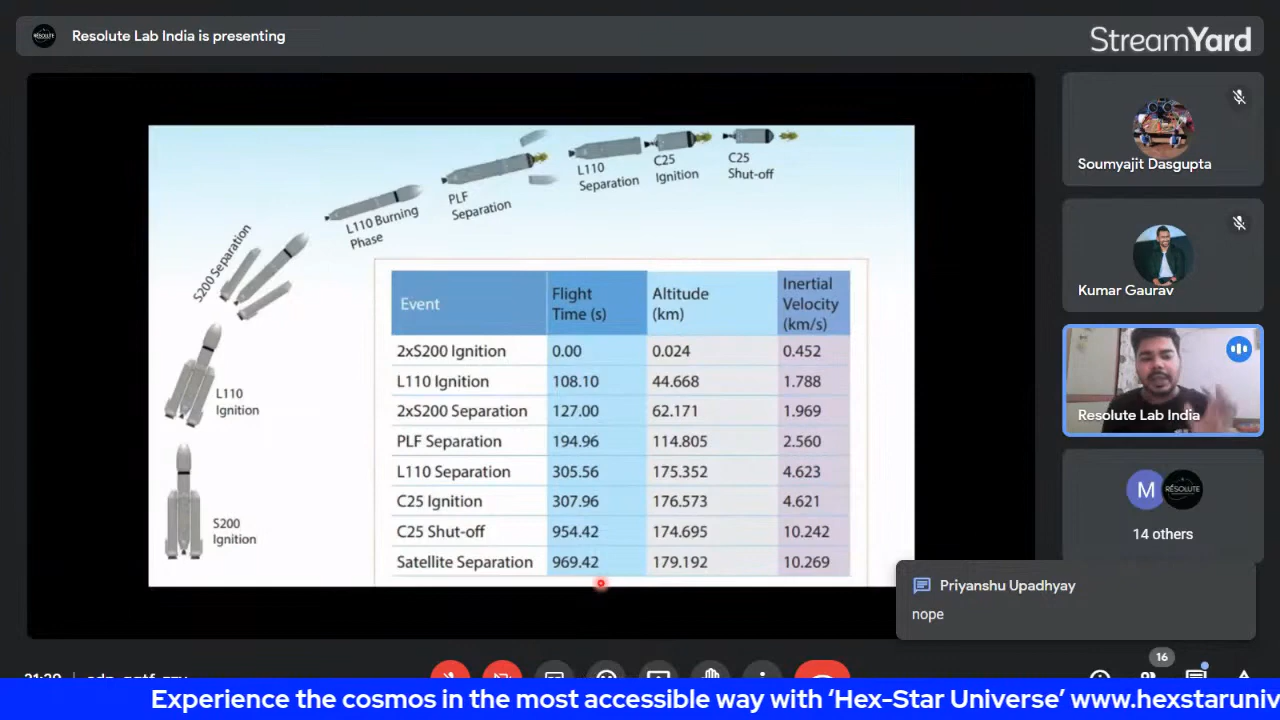 Resolute Lab India is presenting
StreamYard
L110 Burning
Phase
PLF
Separation
L110
Separation
C25
Ignition
C25
Shut-off
S200 Separation
L110
Ignition
S200
Ignition
Event Flight Time (s) Altitude (km) Inertial Velocity (km/s)
2xS200 Ignition 0.00 0.024 0.452
L110 Ignition 108.10 44.668 1.788
2xS200 Separation 127.00 62.171 1.969
PLF Separation 194.96 114.805 2.560
L110 Separation 305.56 175.352 4.623
C25 Ignition 307.96 176.573 4.621
C25 Shut-off 954.42 174.695 10.242
Satellite Separation 969.42 179.192 10.269
Soumyajit Dasgupta
Kumar Gaurav
Resolute Lab India
M RÉSOLUTE
14 others
Priyanshu Upadhyay
nope
16
Experience the cosmos in the most accessible way with ‘Hex-Star Universe’ www.hexstaruniv